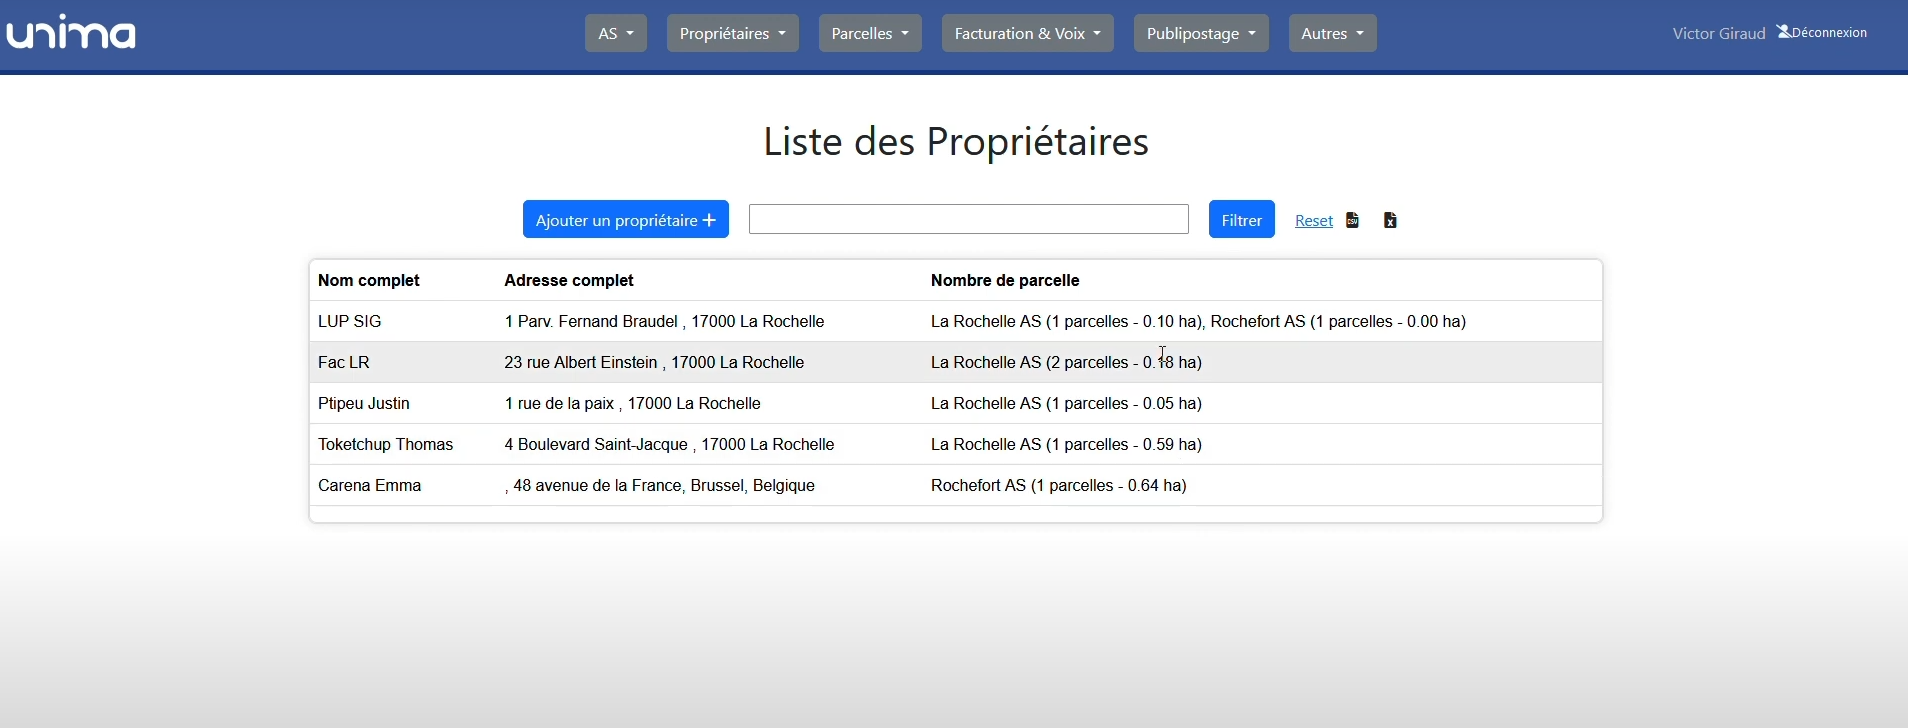 unima
AS Propriétaires Parcelles Facturation & Voix Publipostage Autres Victor Giraud Déconnexion
Liste des Propriétaires
Ajouter un propriétaire + Filtrer Reset CSV X
Nom complet Adresse complet Nombre de parcelle
LUP SIG 1 Parv. Fernand Braudel , 17000 La Rochelle La Rochelle AS (1 parcelles - 0.10 ha), Rochefort AS (1 parcelles - 0.00 ha)
Fac LR 23 rue Albert Einstein , 17000 La Rochelle La Rochelle AS (2 parcelles - 0.18 ha)
Ptipeu Justin 1 rue de la paix , 17000 La Rochelle La Rochelle AS (1 parcelles - 0.05 ha)
Toketchup Thomas 4 Boulevard Saint-Jacque , 17000 La Rochelle La Rochelle AS (1 parcelles - 0.59 ha)
Carena Emma , 48 avenue de la France, Brussel, Belgique Rochefort AS (1 parcelles - 0.64 ha)